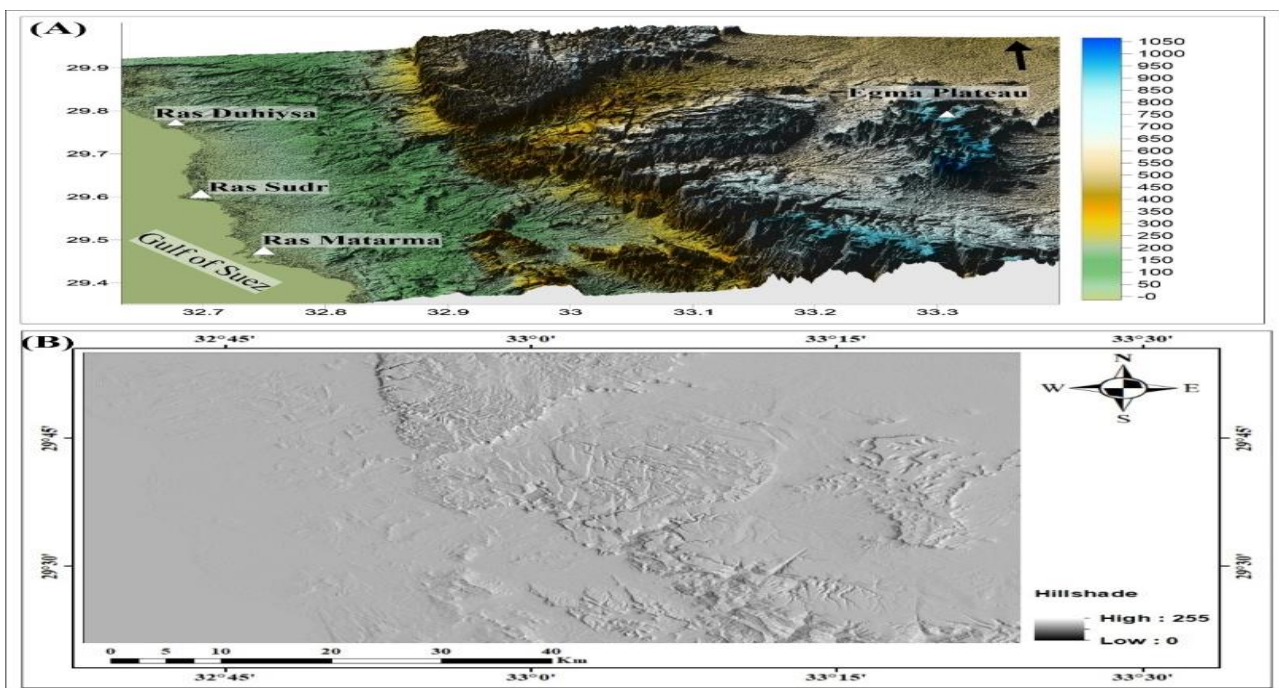 (A)
29.9
29.8
29.7
29.6
29.5
29.4
Ras Duhiysa
Ras Sudr
Ras Matarma
Gulf of Suez
Egma Plateau
32.7 32.8 32.9 33 33.1 33.2 33.3
1050
1000
950
850
750
700
650
600
550
500
450
400
350
300
250
200
150
100
50
-0
(B)
32°45' 33°0' 33°15' 33°30'
N
W E
S
29°45' 29°45'
29°30' 29°30'
Hillshade
High : 255
Low : 0
0 5 10 20 30 40
Km
32°45' 33°0' 33°15' 33°30'